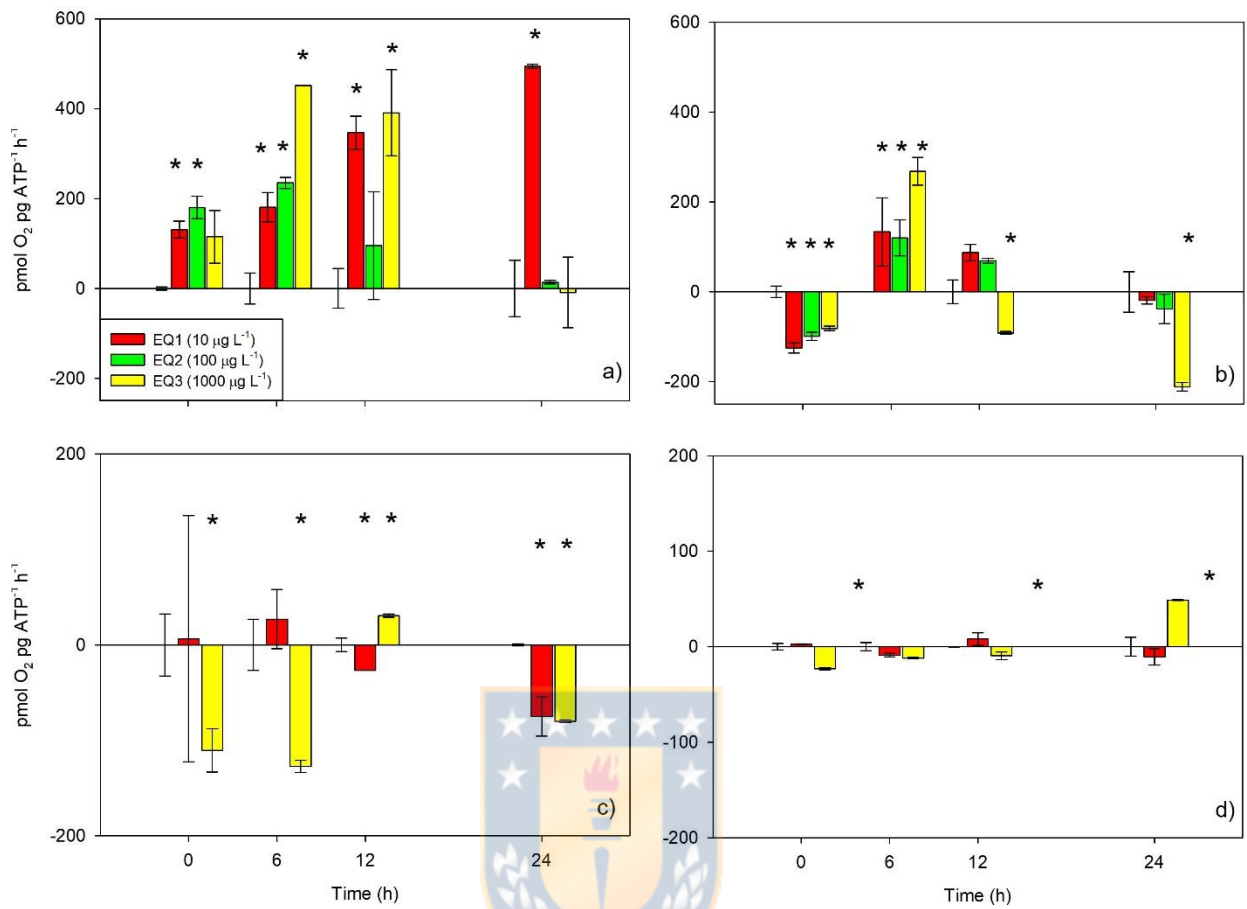 600
400
200
0
-200
pmol O₂ pg ATP⁻¹ h⁻¹
* * * * * * * *
EQ1 (10 µg L⁻¹)
EQ2 (100 µg L⁻¹)
EQ3 (1000 µg L⁻¹)
a)
600
400
200
0
-200
* * * * * * * *
b)
200
0
-200
pmol O₂ pg ATP⁻¹ h⁻¹
* * * * * *
c)
0
6
12
24
Time (h)
200
100
0
-100
-200
* * *
d)
0
6
12
24
Time (h)